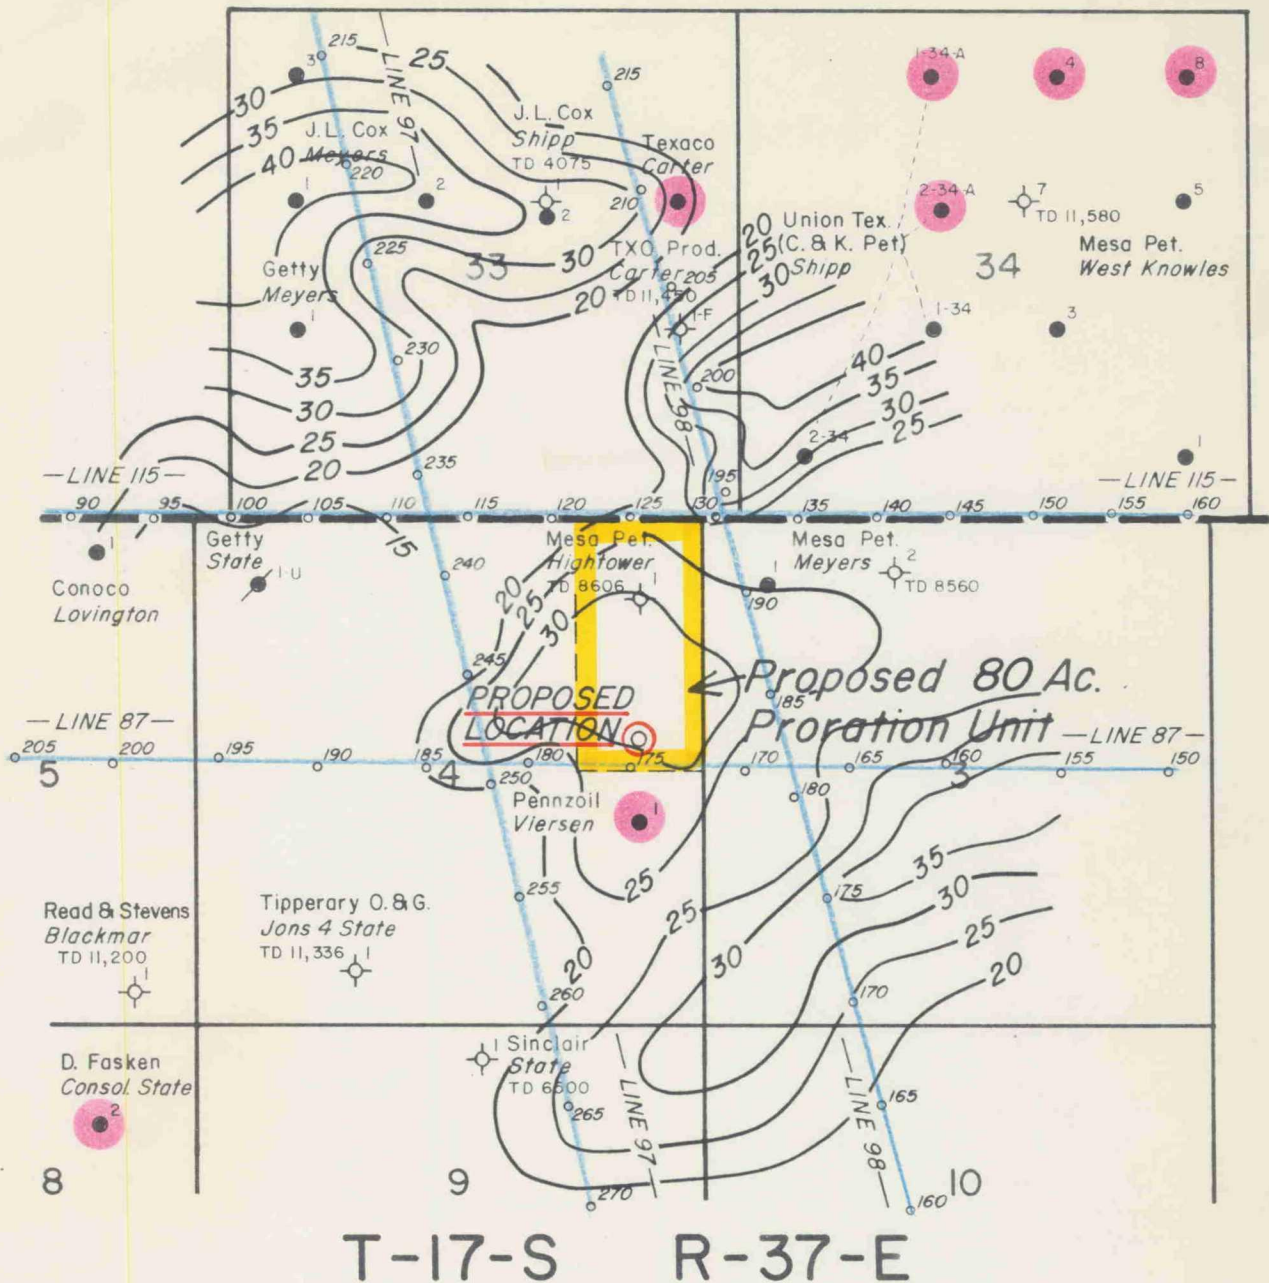 215
25
LINE 97
3
30
35
J.L. Cox
Meyers
40
220
1
2
J.L. Cox
Shipp
TD 4075
1
2
215
Texaco
Carter
210
1-34-A
4
8
2-34-A
7
TD 11,580
5
Mesa Pet.
West Knowles
34
20
25
30
Union Tex.
(C. & K. Pet)
Shipp
225
33
30
TXO Prod.
Carter
TD 11,450
205
1-F
20
Getty
Meyers
1
230
35
30
25
20
LINE 98
200
1-34
3
40
35
30
25
2-34
1
235
195
—LINE 115—
—LINE 115—
90
95
100
105
110
115
120
125
130
135
140
145
150
155
160
15
1
Conoco
Lovington
Getty
State
1-U
240
Mesa Pet.
Hightower
TD 8606
1
20
25
30
Mesa Pet.
Meyers
1
2
TD 8560
190
245
PROPOSED
LOCATION
Proposed 80 Ac.
Proration Unit
185
—LINE 87—
—LINE 87—
205
200
195
190
185
180
175
170
165
160
155
150
5
4
3
250
180
Pennzoil
Viersen
1
25
255
175
35
30
25
20
25
30
20
Read & Stevens
Blackmar
TD 11,200
1
Tipperary O. & G.
Jons 4 State
TD 11,336
1
260
170
1
Sinclair
State
TD 6500
265
165
LINE 97
LINE 98
D. Fasken
Consol. State
2
8
9
10
270
160
T-17-S R-37-E